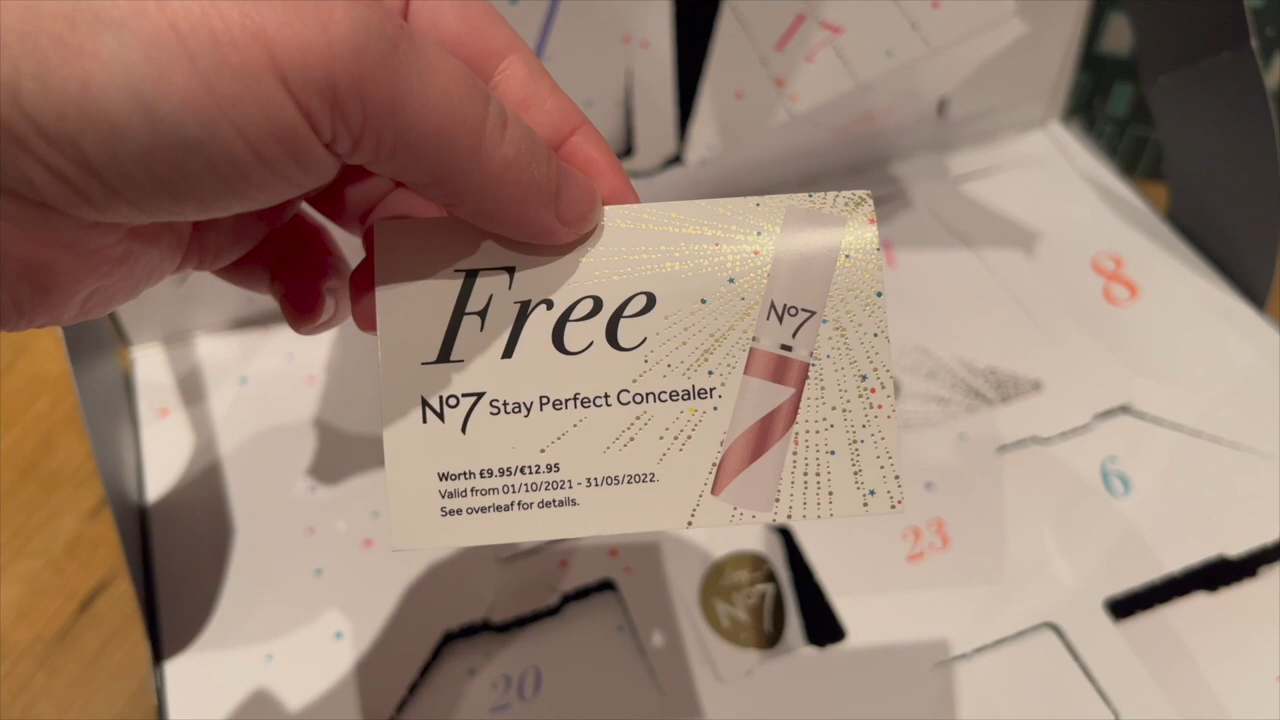 17
8
Free
No7
No7 Stay Perfect Concealer.
Worth £9.95/€12.95
Valid from 01/10/2021 - 31/05/2022.
See overleaf for details.
6
23
No7
20